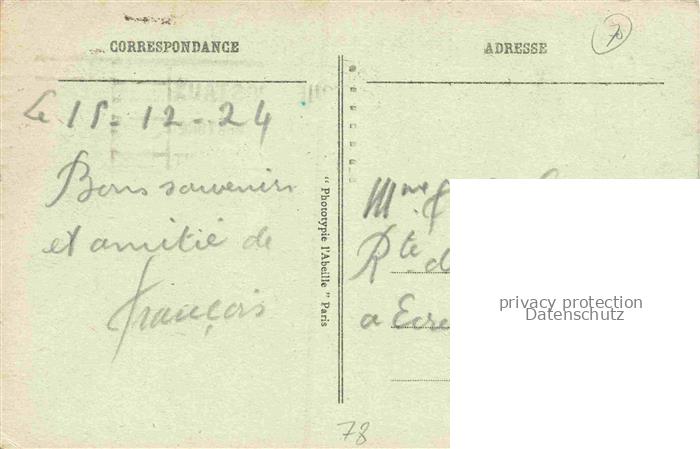 CORRESPONDANCE
Le 15-12-24
Bons souvenirs
et amitié de
François
" Phototypie l'Abeille " Paris
ADRESSE
Mme
Rte d
a Ecre
privacy protection
Datenschutz
78